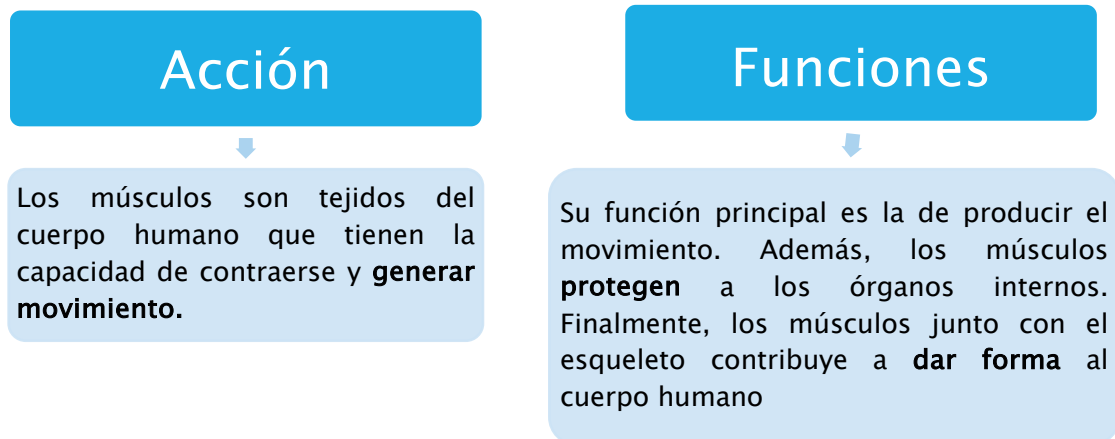 Acción
Los músculos son tejidos del
cuerpo humano que tienen la
capacidad de contraerse y generar
movimiento.
Funciones
Su función principal es la de producir el
movimiento. Además, los músculos
protegen a los órganos internos.
Finalmente, los músculos junto con el
esqueleto contribuye a dar forma al
cuerpo humano